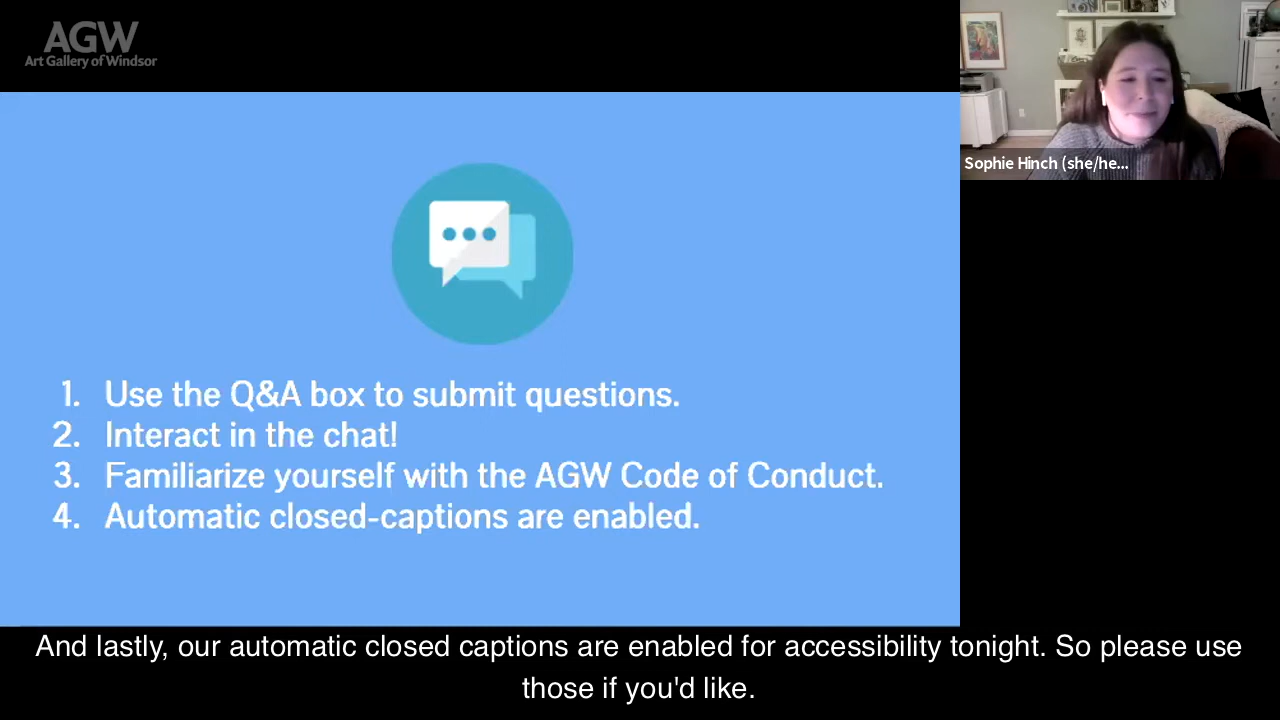 AGW
Art Gallery of Windsor
Sophie Hinch (she/he...
1. Use the Q&A box to submit questions.
2. Interact in the chat!
3. Familiarize yourself with the AGW Code of Conduct.
4. Automatic closed-captions are enabled.
And lastly, our automatic closed captions are enabled for accessibility tonight. So please use
those if you'd like.